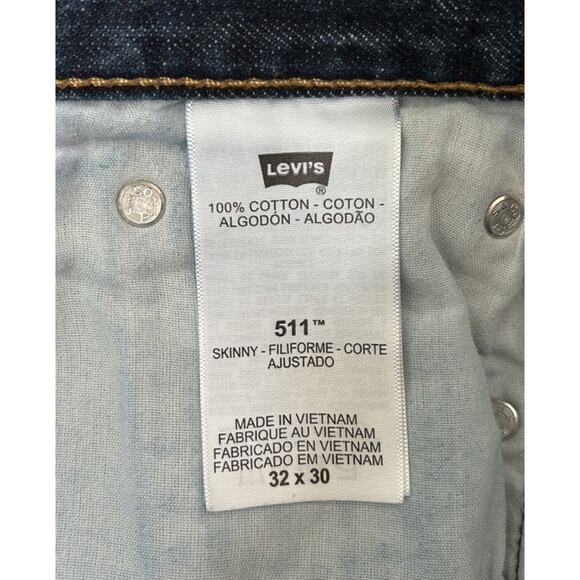 Levi's
®
100% COTTON - COTON -
ALGODÓN - ALGODÃO
511™
SKINNY - FILIFORME - CORTE
AJUSTADO
MADE IN VIETNAM
FABRIQUE AU VIETNAM
FABRICADO EN VIETNAM
FABRICADO EM VIETNAM
32 x 30